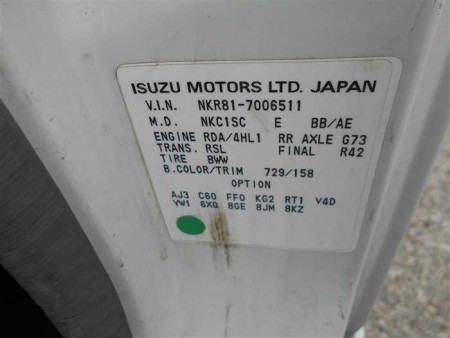 ISUZU MOTORS LTD. JAPAN
V.I.N. NKR81-7006511
M.D. NKC1SC E BB/AE
ENGINE RDA/4HL1 RR AXLE G73
TRANS. RSL FINAL R42
TIRE BWW
B.COLOR/TRIM 729/158
OPTION
AJ3 C60 FF0 KG2 RT1 V4D
YW1 6XQ 8GE 8JM 8KZ